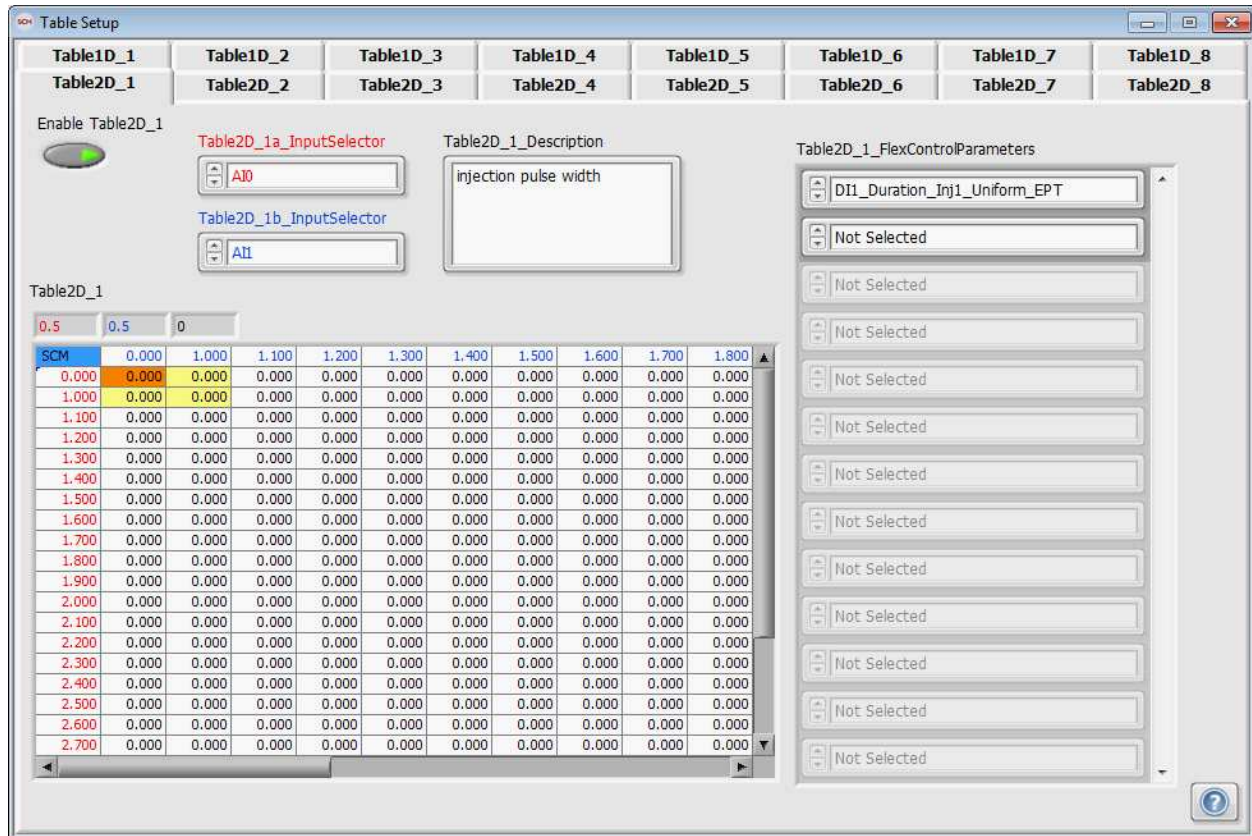 SCM Table Setup
Table1D_1 Table1D_2 Table1D_3 Table1D_4 Table1D_5 Table1D_6 Table1D_7 Table1D_8
Table2D_1 Table2D_2 Table2D_3 Table2D_4 Table2D_5 Table2D_6 Table2D_7 Table2D_8
Enable Table2D_1
Table2D_1a_InputSelector
AI0
Table2D_1b_InputSelector
AI1
Table2D_1_Description
injection pulse width
Table2D_1
0.5 0.5 0
SCM 0.000 1.000 1.100 1.200 1.300 1.400 1.500 1.600 1.700 1.800
0.000 0.000 0.000 0.000 0.000 0.000 0.000 0.000 0.000 0.000 0.000
1.000 0.000 0.000 0.000 0.000 0.000 0.000 0.000 0.000 0.000 0.000
1.100 0.000 0.000 0.000 0.000 0.000 0.000 0.000 0.000 0.000 0.000
1.200 0.000 0.000 0.000 0.000 0.000 0.000 0.000 0.000 0.000 0.000
1.300 0.000 0.000 0.000 0.000 0.000 0.000 0.000 0.000 0.000 0.000
1.400 0.000 0.000 0.000 0.000 0.000 0.000 0.000 0.000 0.000 0.000
1.500 0.000 0.000 0.000 0.000 0.000 0.000 0.000 0.000 0.000 0.000
1.600 0.000 0.000 0.000 0.000 0.000 0.000 0.000 0.000 0.000 0.000
1.700 0.000 0.000 0.000 0.000 0.000 0.000 0.000 0.000 0.000 0.000
1.800 0.000 0.000 0.000 0.000 0.000 0.000 0.000 0.000 0.000 0.000
1.900 0.000 0.000 0.000 0.000 0.000 0.000 0.000 0.000 0.000 0.000
2.000 0.000 0.000 0.000 0.000 0.000 0.000 0.000 0.000 0.000 0.000
2.100 0.000 0.000 0.000 0.000 0.000 0.000 0.000 0.000 0.000 0.000
2.200 0.000 0.000 0.000 0.000 0.000 0.000 0.000 0.000 0.000 0.000
2.300 0.000 0.000 0.000 0.000 0.000 0.000 0.000 0.000 0.000 0.000
2.400 0.000 0.000 0.000 0.000 0.000 0.000 0.000 0.000 0.000 0.000
2.500 0.000 0.000 0.000 0.000 0.000 0.000 0.000 0.000 0.000 0.000
2.600 0.000 0.000 0.000 0.000 0.000 0.000 0.000 0.000 0.000 0.000
2.700 0.000 0.000 0.000 0.000 0.000 0.000 0.000 0.000 0.000 0.000
Table2D_1_FlexControlParameters
DI1_Duration_Inj1_Uniform_EPT
Not Selected
Not Selected
Not Selected
Not Selected
Not Selected
Not Selected
Not Selected
Not Selected
Not Selected
Not Selected
Not Selected
Not Selected
?